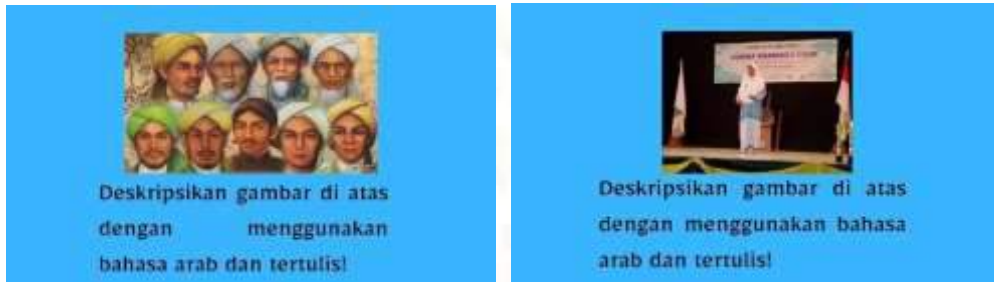 Deskripsikan gambar di atas
dengan menggunakan
bahasa arab dan tertulis!
Deskripsikan gambar di atas
dengan menggunakan bahasa
arab dan tertulis!